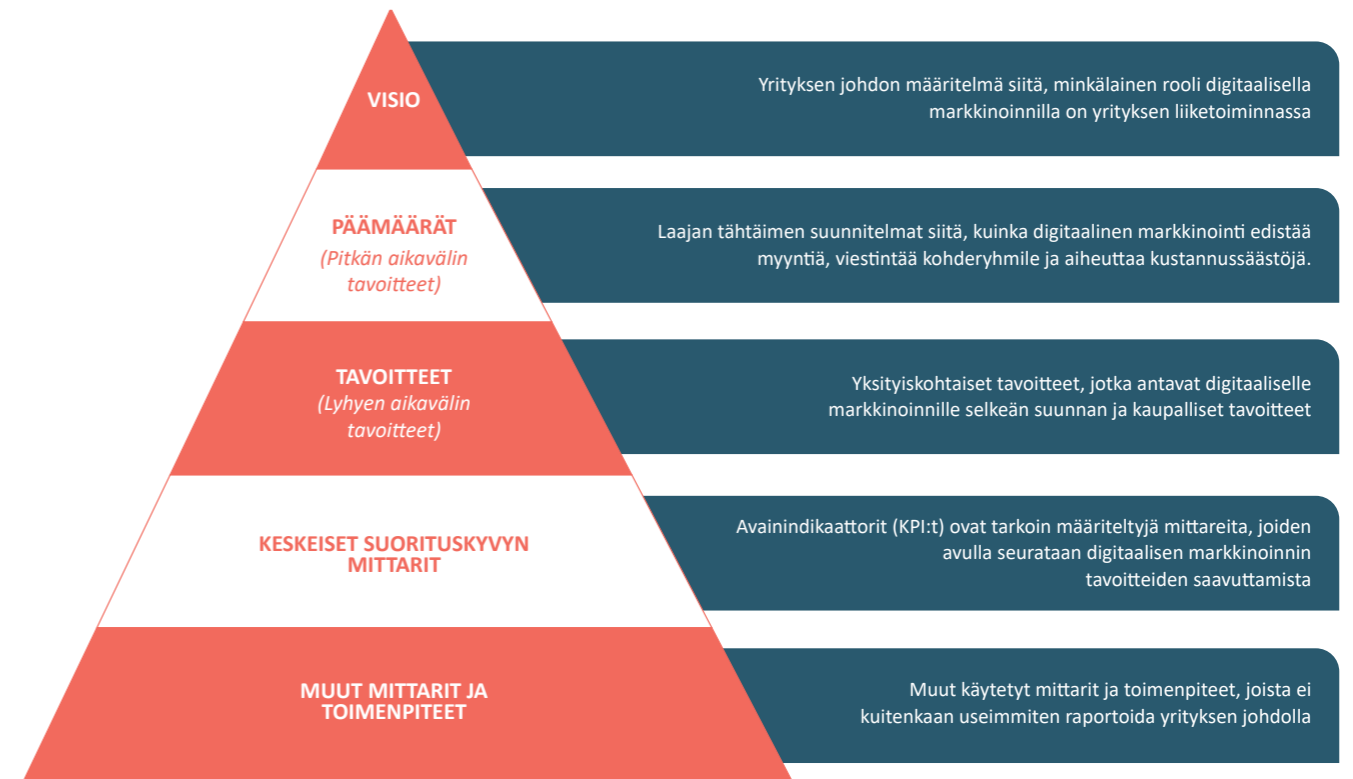 VISIO
Yrityksen johdon määritelmä siitä, minkälainen rooli digitaalisella
markkinoinnilla on yrityksen liiketoiminnassa
PÄÄMÄÄRÄT
(Pitkän aikavälin
tavoitteet)
Laajan tähtäimen suunnitelmat siitä, kuinka digitaalinen markkinointi edistää
myyntiä, viestintää kohderyhmile ja aiheuttaa kustannussäästöjä.
TAVOITTEET
(Lyhyen aikavälin
tavoitteet)
Yksityiskohtaiset tavoitteet, jotka antavat digitaaliselle
markkinoinnille selkeän suunnan ja kaupalliset tavoitteet
KESKEISET SUORITUSKYVYN
MITTARIT
Avainindikaattorit (KPI:t) ovat tarkoin määriteltyjä mittareita, joiden
avulla seurataan digitaalisen markkinoinnin
tavoitteiden saavuttamista
MUUT MITTARIT JA
TOIMENPITEET
Muut käytetyt mittarit ja toimenpiteet, joista ei
kuitenkaan useimmiten raportoida yrityksen johdolla